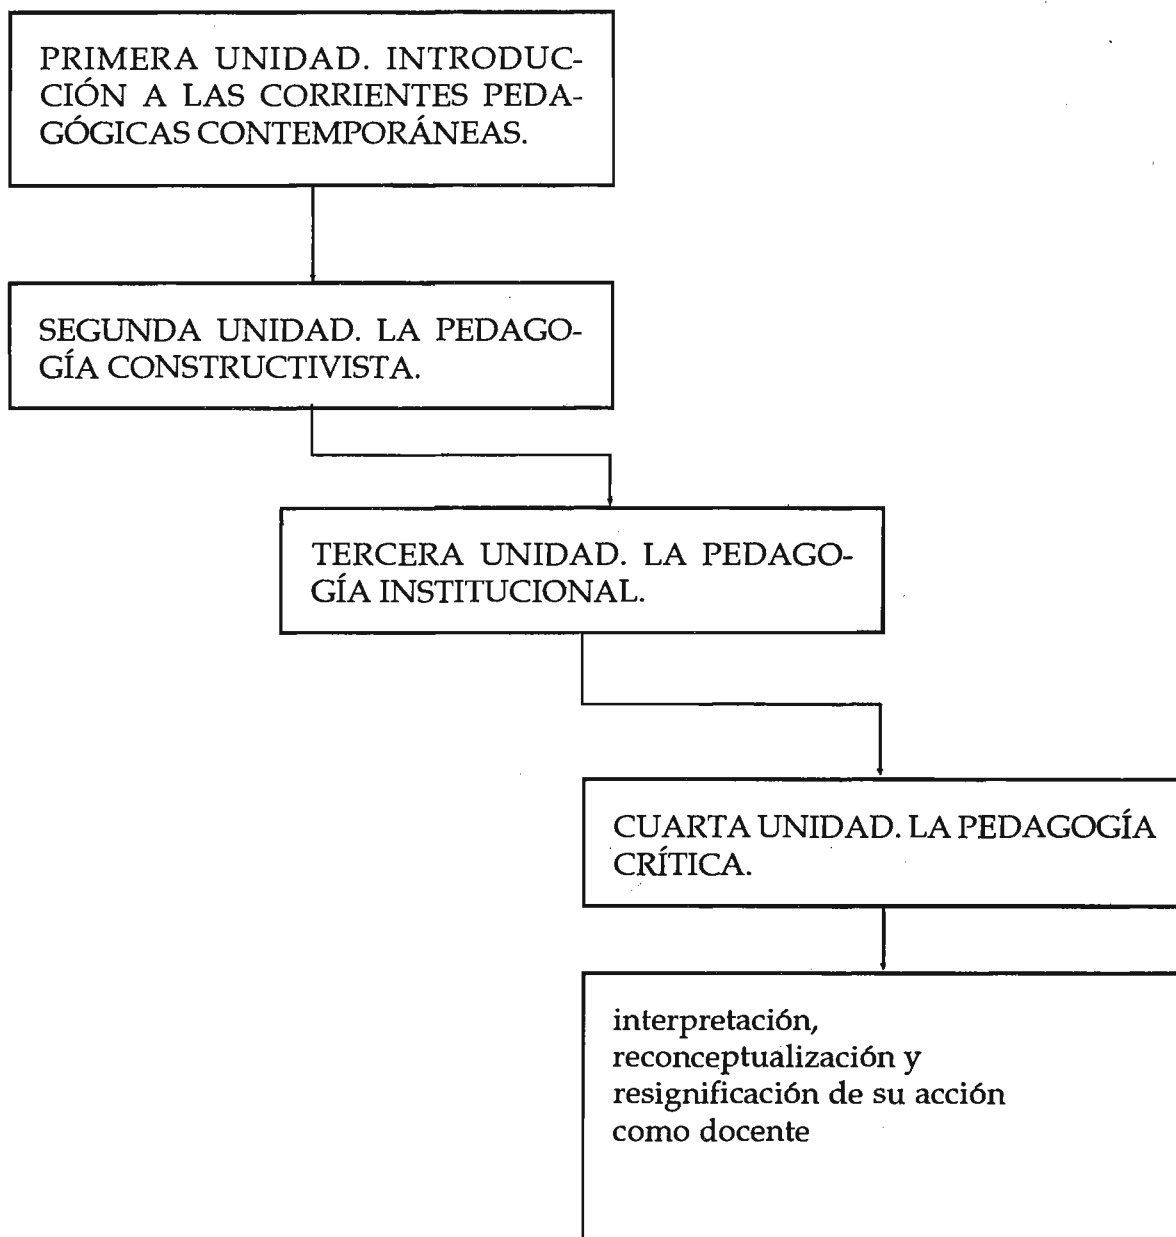 PRIMERA UNIDAD. INTRODUC-
CIÓN A LAS CORRIENTES PEDA-
GÓGICAS CONTEMPORÁNEAS.
SEGUNDA UNIDAD. LA PEDAGO-
GÍA CONSTRUCTIVISTA.
TERCERA UNIDAD. LA PEDAGO-
GÍA INSTITUCIONAL.
CUARTA UNIDAD. LA PEDAGOGÍA
CRÍTICA.
interpretación,
reconceptualización y
resignificación de su acción
como docente